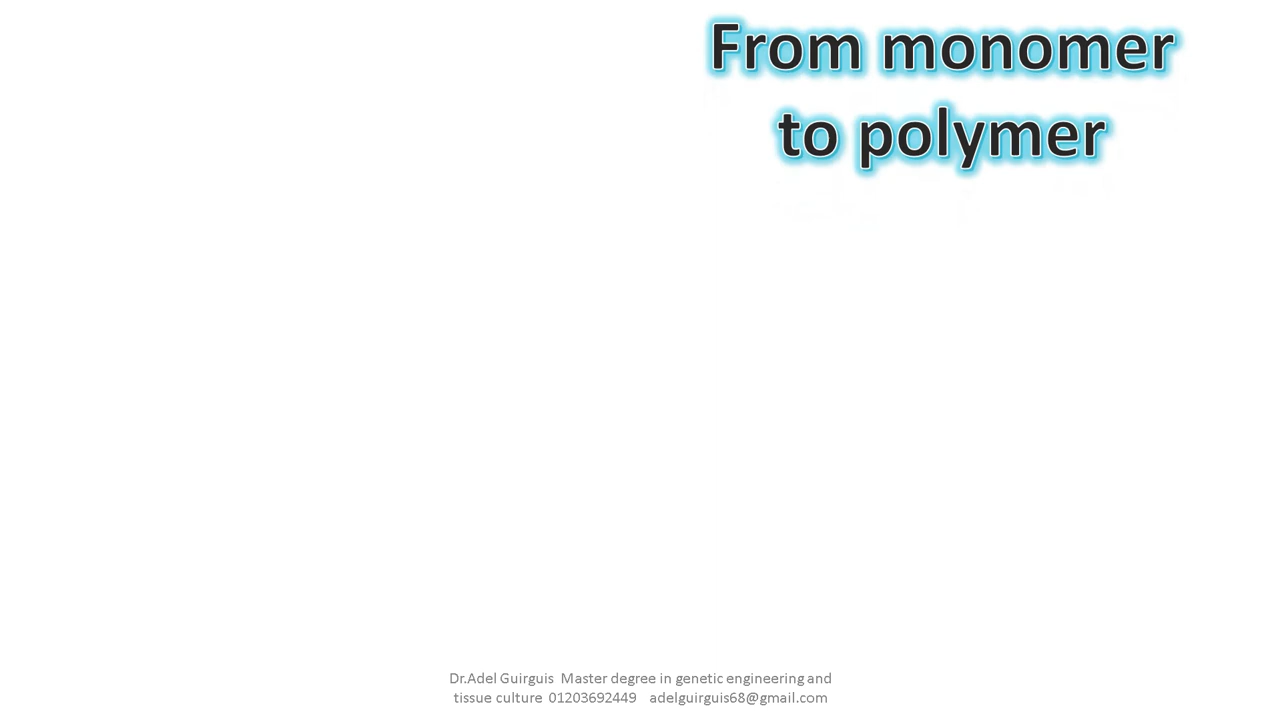 From monomer
to polymer
Dr.Adel Guirguis Master degree in genetic engineering and
tissue culture 01203692449 adelguirguis68@gmail.com